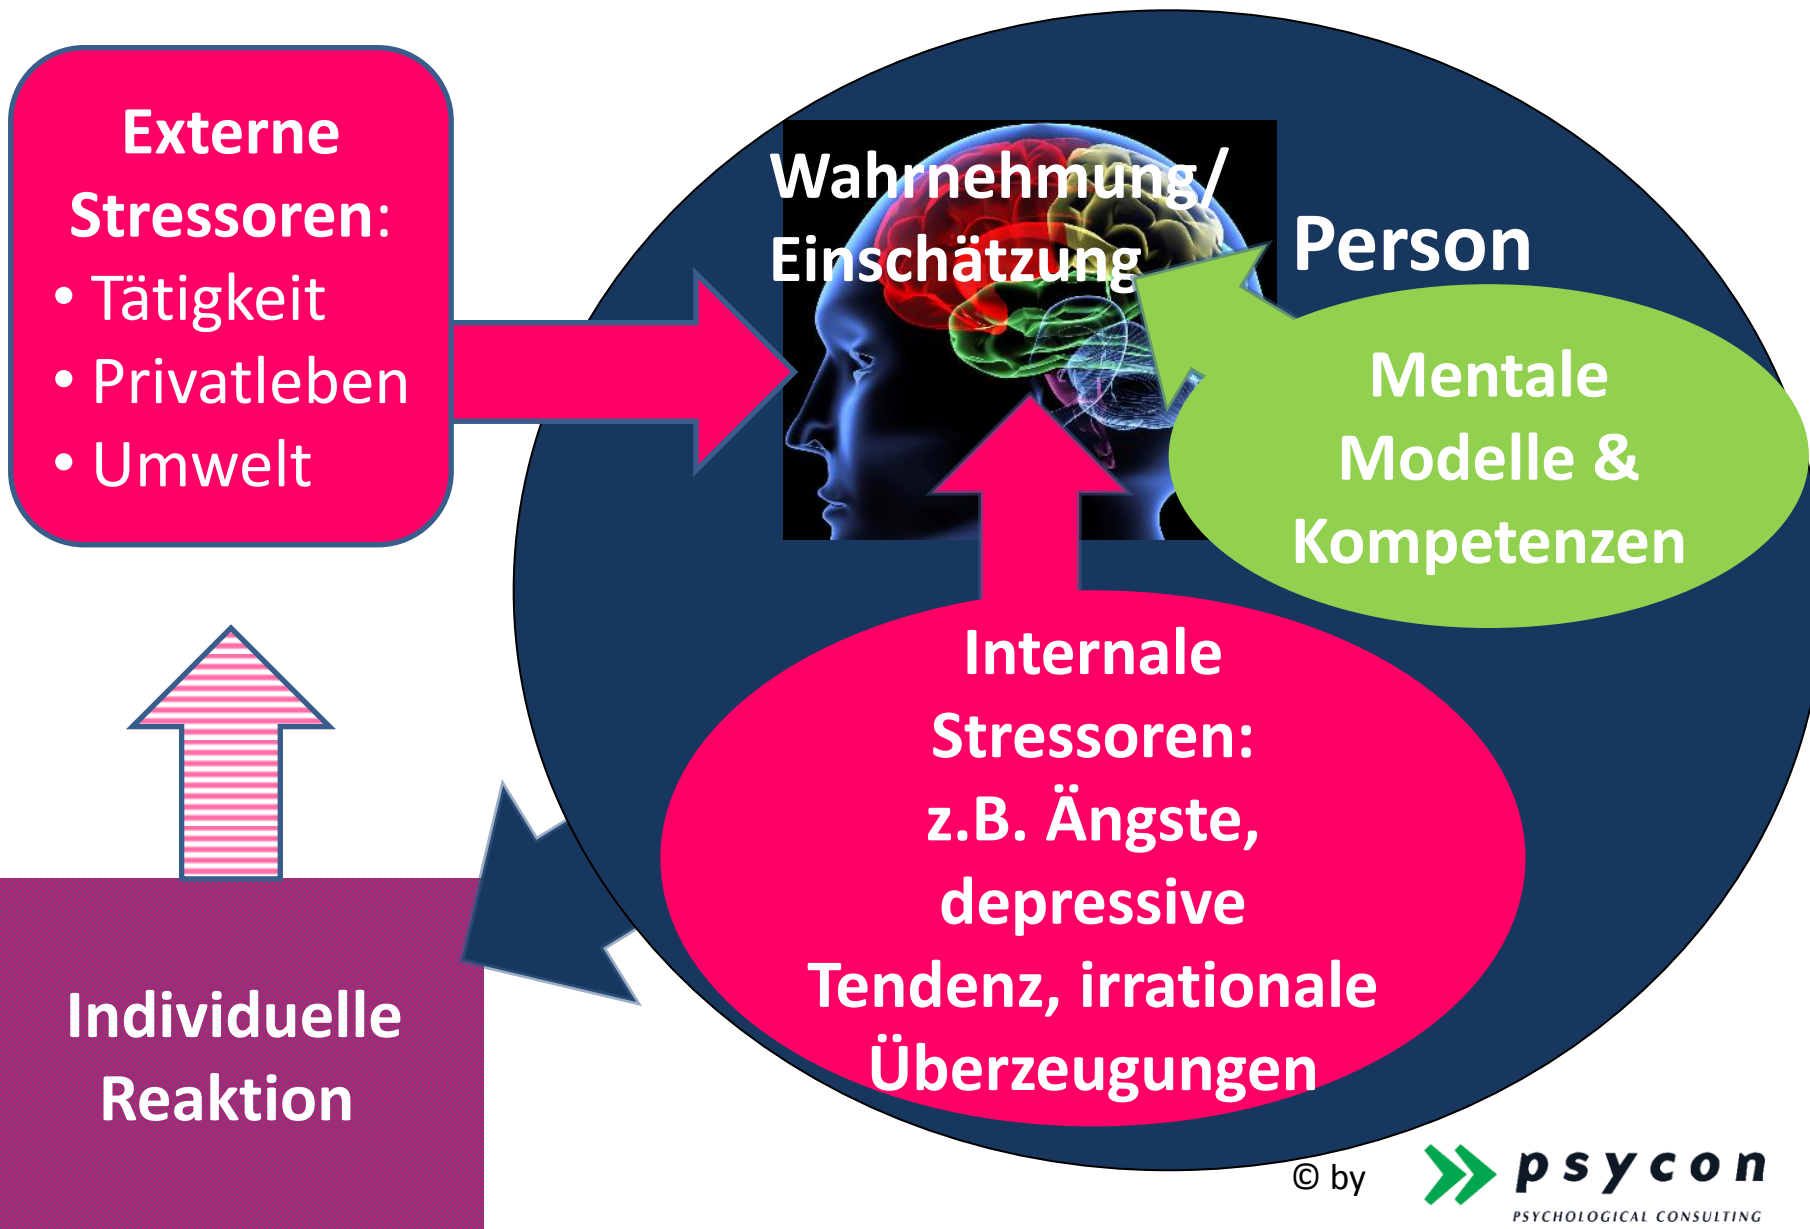 Externe
Stressoren:
• Tätigkeit
• Privatleben
• Umwelt
Wahrnehmung/
Einschätzung
Person
Mentale
Modelle &
Kompetenzen
Internale
Stressoren:
z.B. Ängste,
depressive
Tendenz, irrationale
Überzeugungen
Individuelle
Reaktion
© by
psycon
PSYCHOLOGICAL CONSULTING